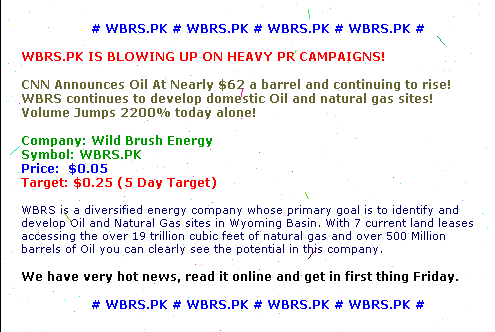 # WBRS.PK # WBRS.PK # WBRS.PK # WBRS.PK #
WBRS.PK IS BLOWING UP ON HEAVY PR CAMPAIGNS!
CNN Announces Oil At Nearly $62 a barrel and continuing to rise!
WBRS continues to develop domestic Oil and natural gas sites!
Volume Jumps 2200% today alone!
Company: Wild Brush Energy
Symbol: WBRS.PK
Price: $0.05
Target: $0.25 (5 Day Target)
WBRS is a diversified energy company whose primary goal is to identify and
develop Oil and Natural Gas sites in Wyoming Basin. With 7 current land leases
accessing the over 19 trillion cubic feet of natural gas and over 500 Million
barrels of Oil you can clearly see the potential in this company.
We have very hot news, read it online and get in first thing Friday.
# WBRS.PK # WBRS.PK # WBRS.PK # WBRS.PK #